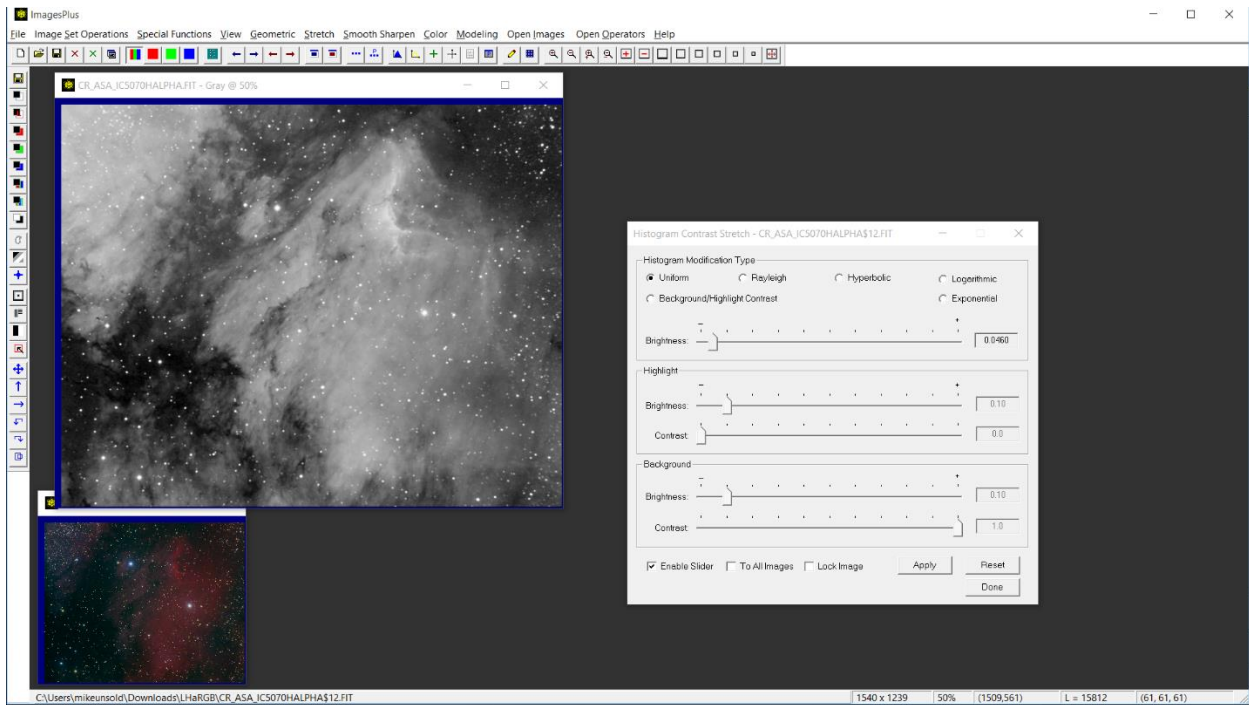 ImagesPlus
File Image Set Operations Special Functions View Geometric Stretch Smooth Sharpen Color Modeling Open Images Open Operators Help
CR_ASA_IC5070HALPHA.FIT - Gray @ 50%
Histogram Contrast Stretch - CR_ASA_IC5070HALPHA$12.FIT
Histogram Modification Type
Uniform Rayleigh Hyperbolic Logarithmic
Background/Highlight Contrast Exponential
- +
Brightness: 0.0460
Highlight
- +
Brightness: 0.10
Contrast: 0.0
Background
- +
Brightness: 0.10
Contrast: 1.0
Enable Slider To All Images Lock Image Apply Reset
Done
C:\Users\mikeunsold\Downloads\LHaRGB\CR_ASA_IC5070HALPHA$12.FIT 1540 x 1239 50% (1509,561) L = 15812 (61, 61, 61)